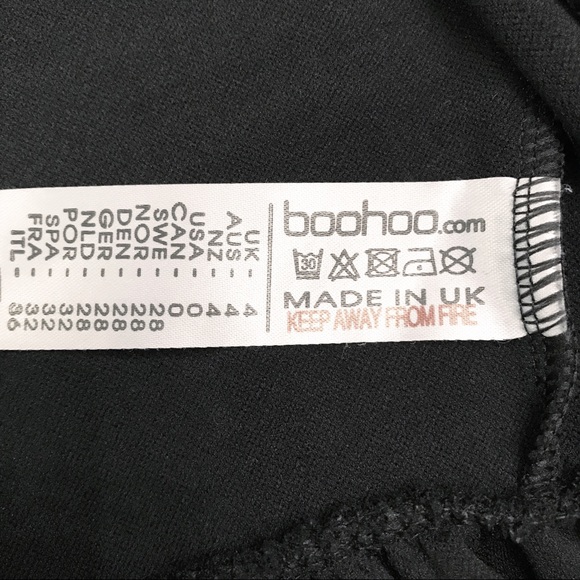 boohoo.com
30
MADE IN UK
KEEP AWAY FROM FIRE
UK - 4
AUS - 4
NZ - 4
USA - 0
CAN - 0
SWE - 28
NOR - 28
DEN - 28
GER - 28
NLD - 28
POR - 32
SPA - 32
FRA - 32
ITL - 36